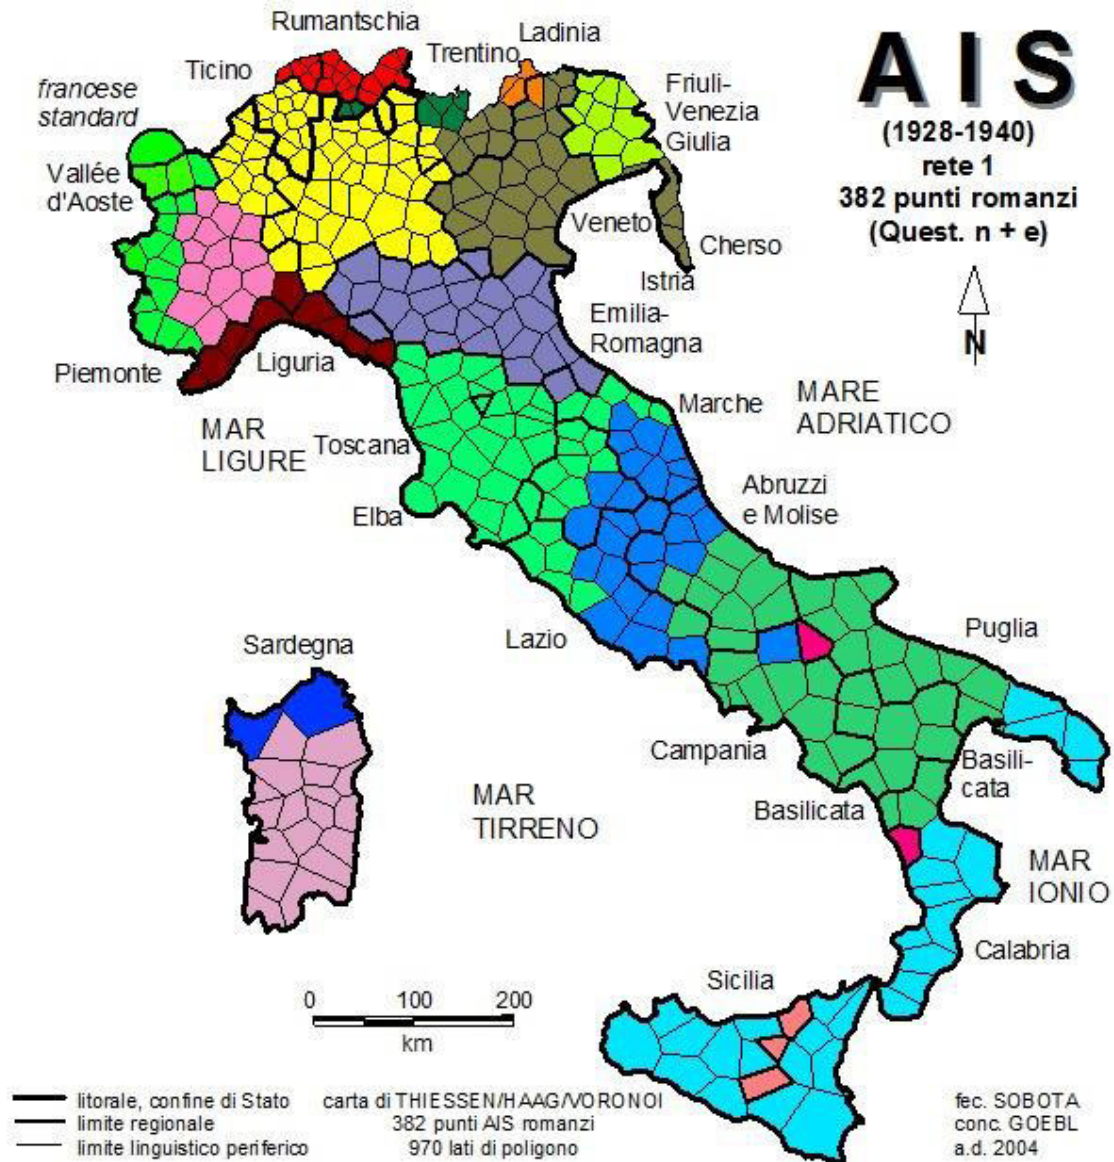 Rumantschia
Ladinia
Trentino
Ticino
francese
standard
Friuli-
Venezia
Giulia
Vallée
d'Aoste
A I S
(1928-1940)
rete 1
382 punti romanzi
(Quest. n + e)
N
Veneto
Cherso
Istria
Emilia-
Romagna
Piemonte
Liguria
Marche
MARE
ADRIATICO
MAR
LIGURE
Toscana
Elba
Abruzzi
e Molise
Lazio
Puglia
Sardegna
Campania
Basili-
cata
Basilicata
MAR
TIRRENO
MAR
IONIO
Calabria
Sicilia
0 100 200
km
litorale, confine di Stato
limite regionale
limite linguistico periferico
carta di THIESSEN/HAAG/VORONOI
382 punti AIS romanzi
970 lati di poligono
fec. SOBOTA
conc. GOEBL
a.d. 2004